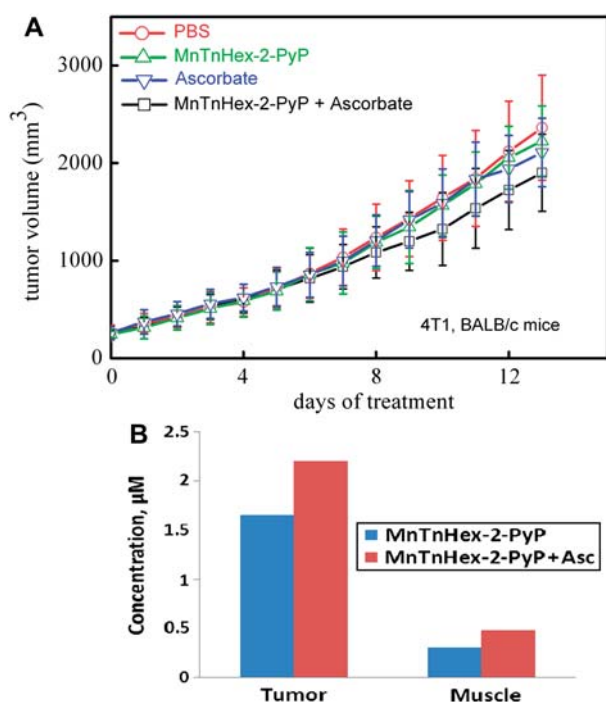 A
PBS
MnTnHex-2-PyP
Ascorbate
MnTnHex-2-PyP + Ascorbate
tumor volume (mm³)
3000
2000
1000
0
4T1, BALB/c mice
0
4
8
12
days of treatment
B
Concentration, µM
2.5
2
1.5
1
0.5
0
MnTnHex-2-PyP
MnTnHex-2-PyP+Asc
Tumor
Muscle